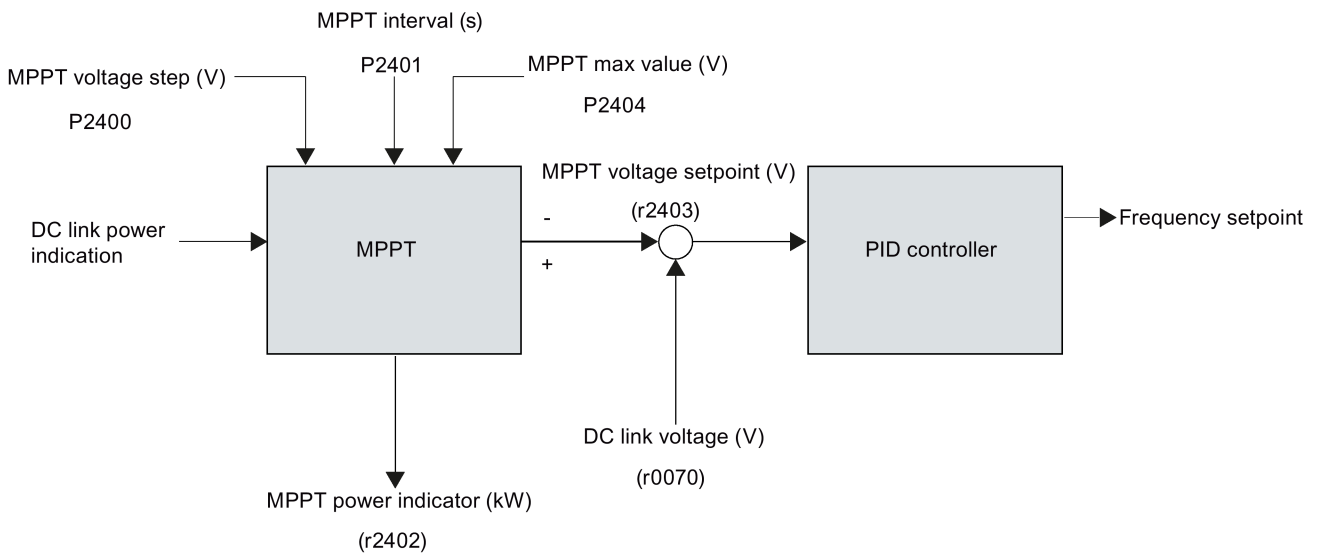 MPPT interval (s)
P2401
MPPT voltage step (V)
P2400
MPPT max value (V)
P2404
MPPT voltage setpoint (V)
(r2403)
DC link power
indication
MPPT
-
+
PID controller
Frequency setpoint
DC link voltage (V)
(r0070)
MPPT power indicator (kW)
(r2402)